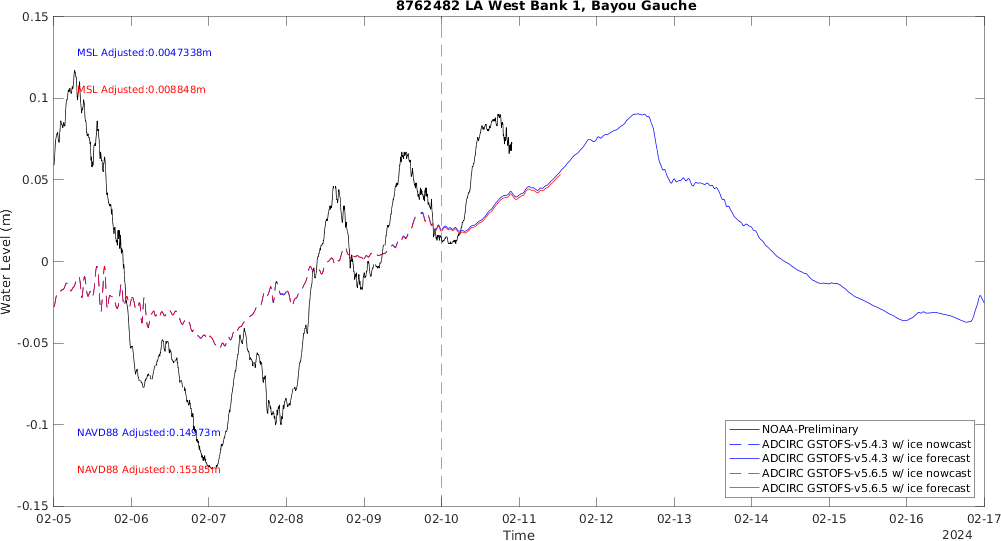 8762482 LA West Bank 1, Bayou Gauche
0.15
0.1
0.05
0
-0.05
-0.1
-0.15
Water Level (m)
MSL Adjusted:0.0047338m
MSL Adjusted:0.008848m
NAVD88 Adjusted:0.14973m
NAVD88 Adjusted:0.15385m
NOAA-Preliminary
ADCIRC GSTOFS-v5.4.3 w/ ice nowcast
ADCIRC GSTOFS-v5.4.3 w/ ice forecast
ADCIRC GSTOFS-v5.6.5 w/ ice nowcast
ADCIRC GSTOFS-v5.6.5 w/ ice forecast
02-05 02-06 02-07 02-08 02-09 02-10 02-11 02-12 02-13 02-14 02-15 02-16 02-17
Time
2024